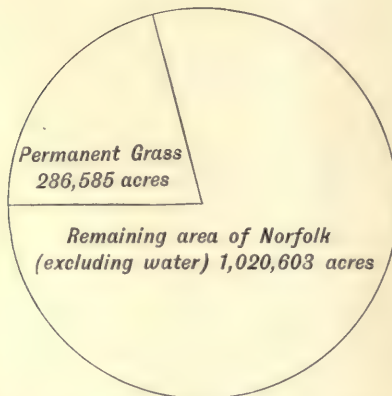 Permanent Grass
286,585 acres
Remaining area of Norfolk
(excluding water) 1,020,603 acres